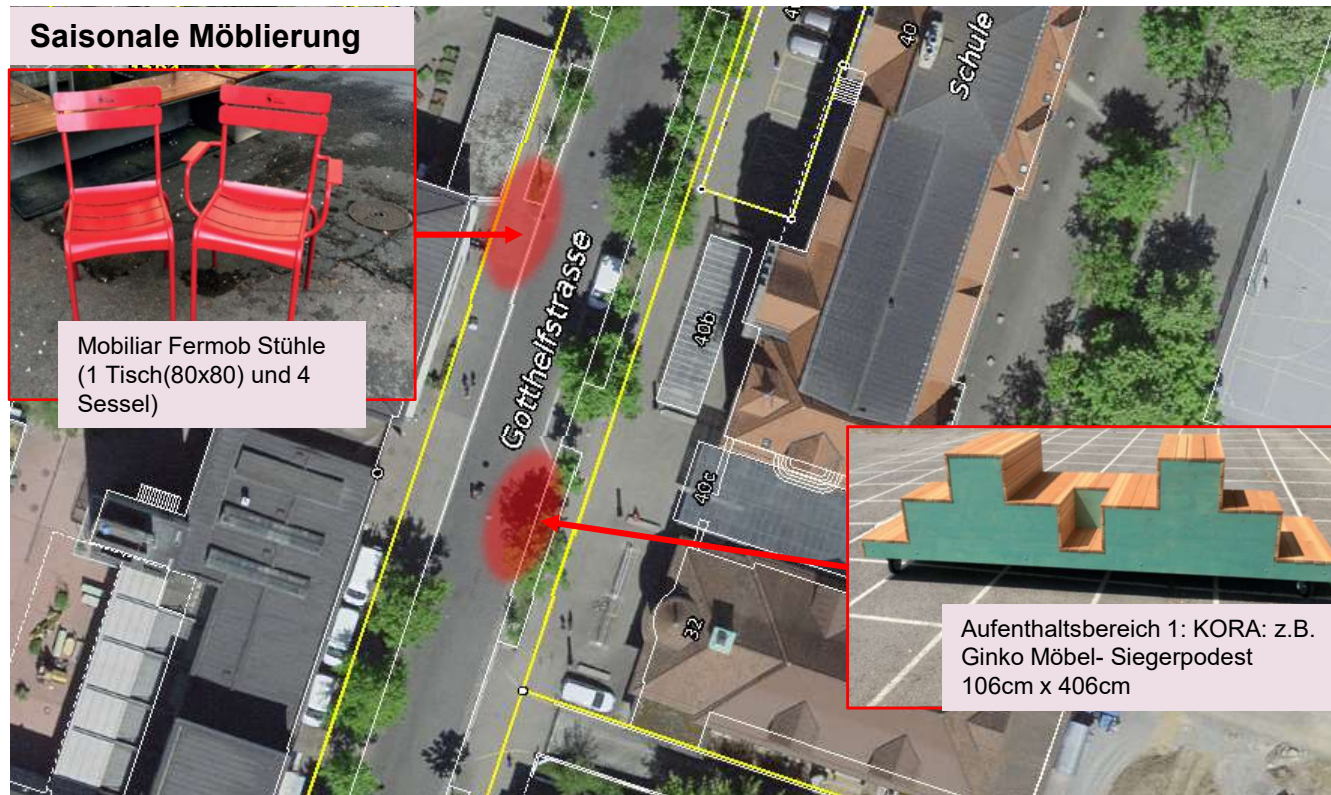 Saisonale Möblierung
Mobiliar Fermob Stühle
(1 Tisch(80x80) und 4
Sessel)
Gotthelfstrasse
40
Schule
40b
40c
32
Aufenthaltsbereich 1: KORA: z.B.
Ginko Möbel- Siegerpodest
106cm x 406cm